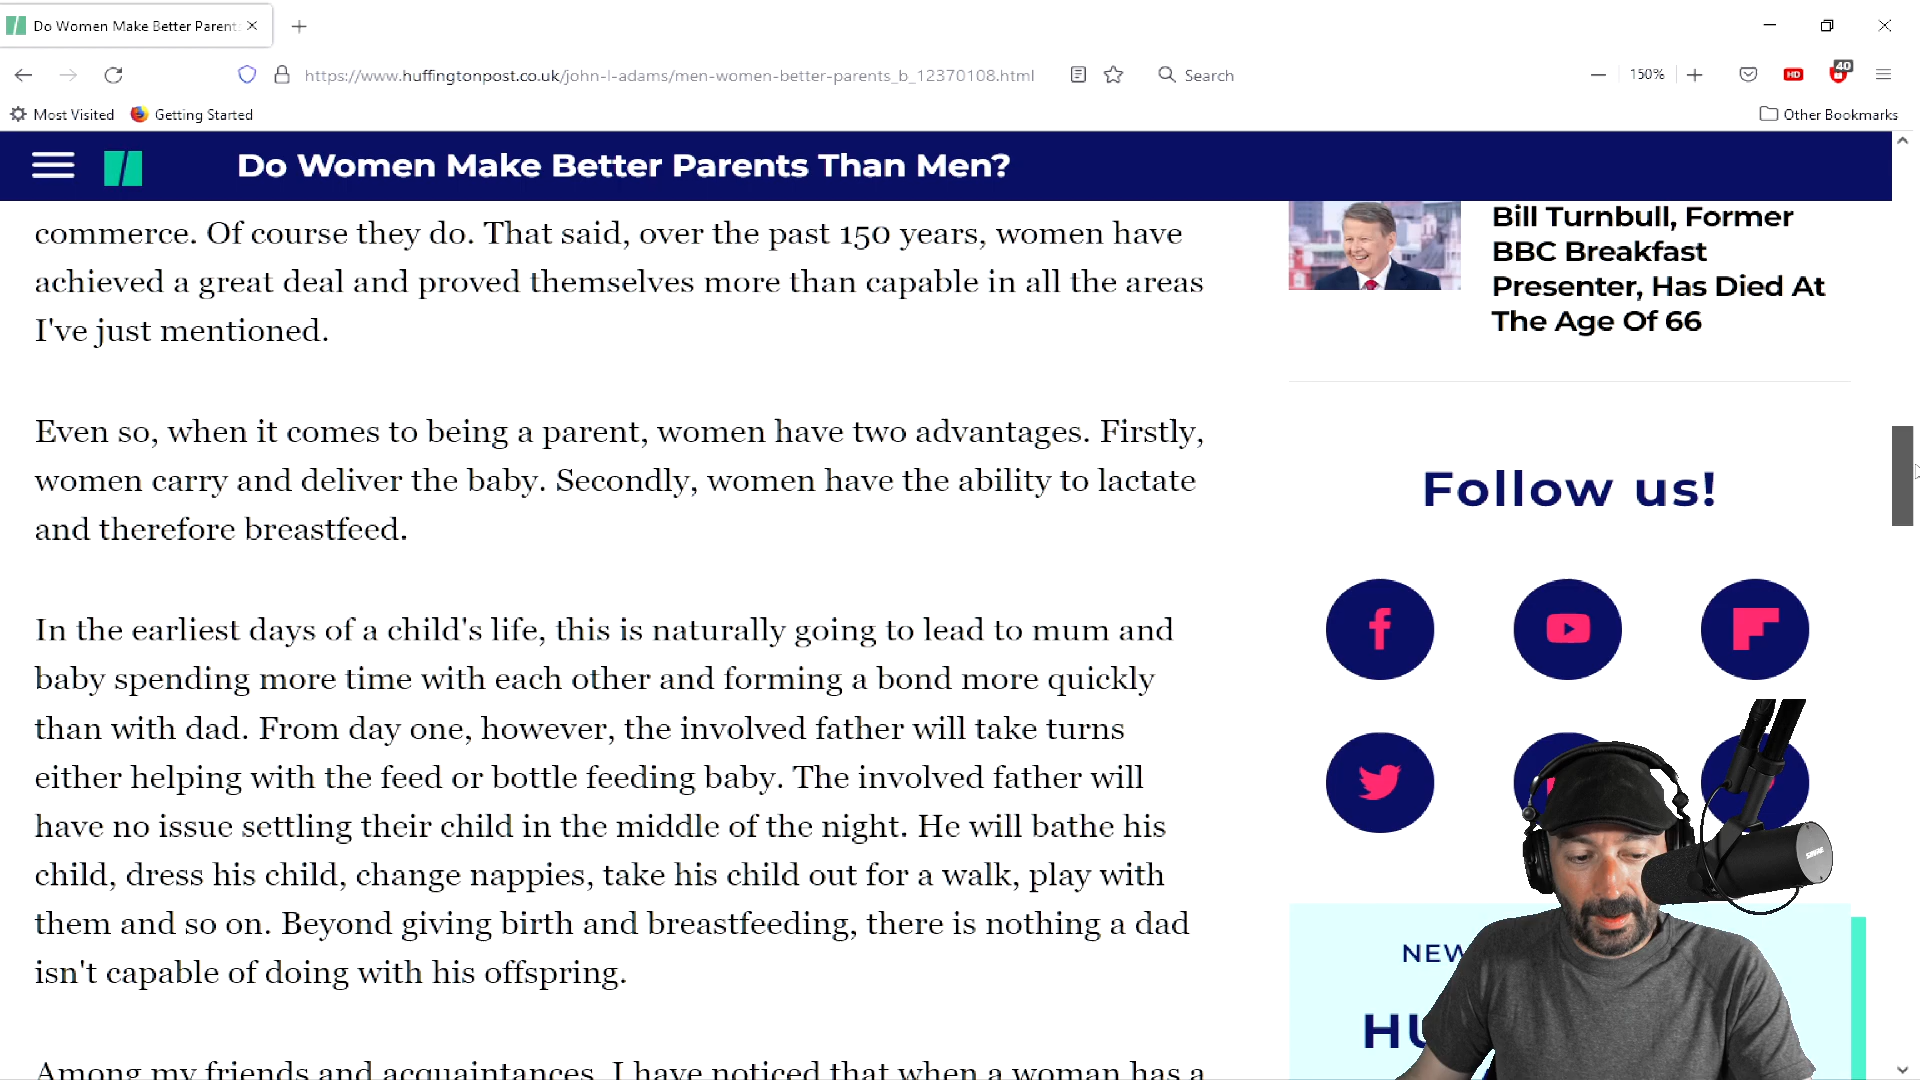 Do Women Make Better Parent
https://www.huffingtonpost.co.uk/john-l-adams/men-women-better-parents_b_12370108.html
Search
150%
HD
40
Most Visited
Getting Started
Other Bookmarks
Do Women Make Better Parents Than Men?
commerce. Of course they do. That said, over the past 150 years, women have
achieved a great deal and proved themselves more than capable in all the areas
I've just mentioned.
Even so, when it comes to being a parent, women have two advantages. Firstly,
women carry and deliver the baby. Secondly, women have the ability to lactate
and therefore breastfeed.
In the earliest days of a child's life, this is naturally going to lead to mum and
baby spending more time with each other and forming a bond more quickly
than with dad. From day one, however, the involved father will take turns
either helping with the feed or bottle feeding baby. The involved father will
have no issue settling their child in the middle of the night. He will bathe his
child, dress his child, change nappies, take his child out for a walk, play with
them and so on. Beyond giving birth and breastfeeding, there is nothing a dad
isn't capable of doing with his offspring.
Among my friends and acquaintances, I have noticed that when a woman has a
Bill Turnbull, Former
BBC Breakfast
Presenter, Has Died At
The Age Of 66
Follow us!
NEW
HU
SHURE